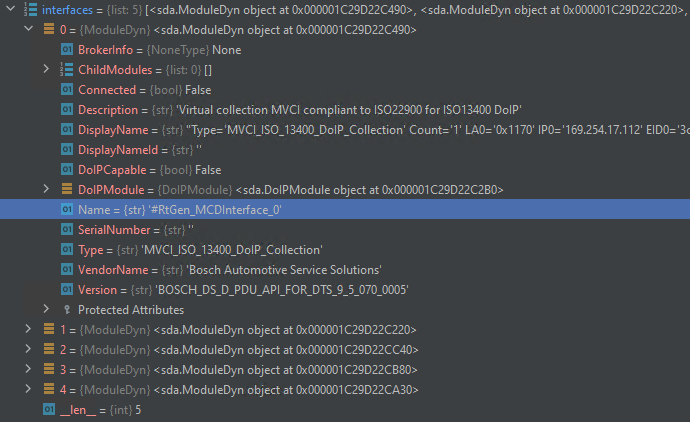 interfaces = {list: 5} [<sda.ModuleDyn object at 0x000001C29D22C490>, <sda.ModuleDyn object at 0x000001C29D22C220>,
0 = {ModuleDyn} <sda.ModuleDyn object at 0x000001C29D22C490>
BrokerInfo = {NoneType} None
ChildModules = {list: 0} []
Connected = {bool} False
Description = {str} 'Virtual collection MVCI compliant to ISO22900 for ISO13400 DoIP'
DisplayName = {str} "Type='MVCI_ISO_13400_DoIP_Collection' Count='1' LA0='0x1170' IP0='169.254.17.112' EID0='3c
DisplayNameId = {str} ''
DoIPCapable = {bool} False
DoIPModule = {DoIPModule} <sda.DoIPModule object at 0x000001C29D22C2B0>
Name = {str} '#RtGen_MCDInterface_0'
SerialNumber = {str} ''
Type = {str} 'MVCI_ISO_13400_DoIP_Collection'
VendorName = {str} 'Bosch Automotive Service Solutions'
Version = {str} 'BOSCH_DS_D_PDU_API_FOR_DTS_9_5_070_0005'
Protected Attributes
1 = {ModuleDyn} <sda.ModuleDyn object at 0x000001C29D22C220>
2 = {ModuleDyn} <sda.ModuleDyn object at 0x000001C29D22CC40>
3 = {ModuleDyn} <sda.ModuleDyn object at 0x000001C29D22CB80>
4 = {ModuleDyn} <sda.ModuleDyn object at 0x000001C29D22CA30>
__len__ = {int} 5